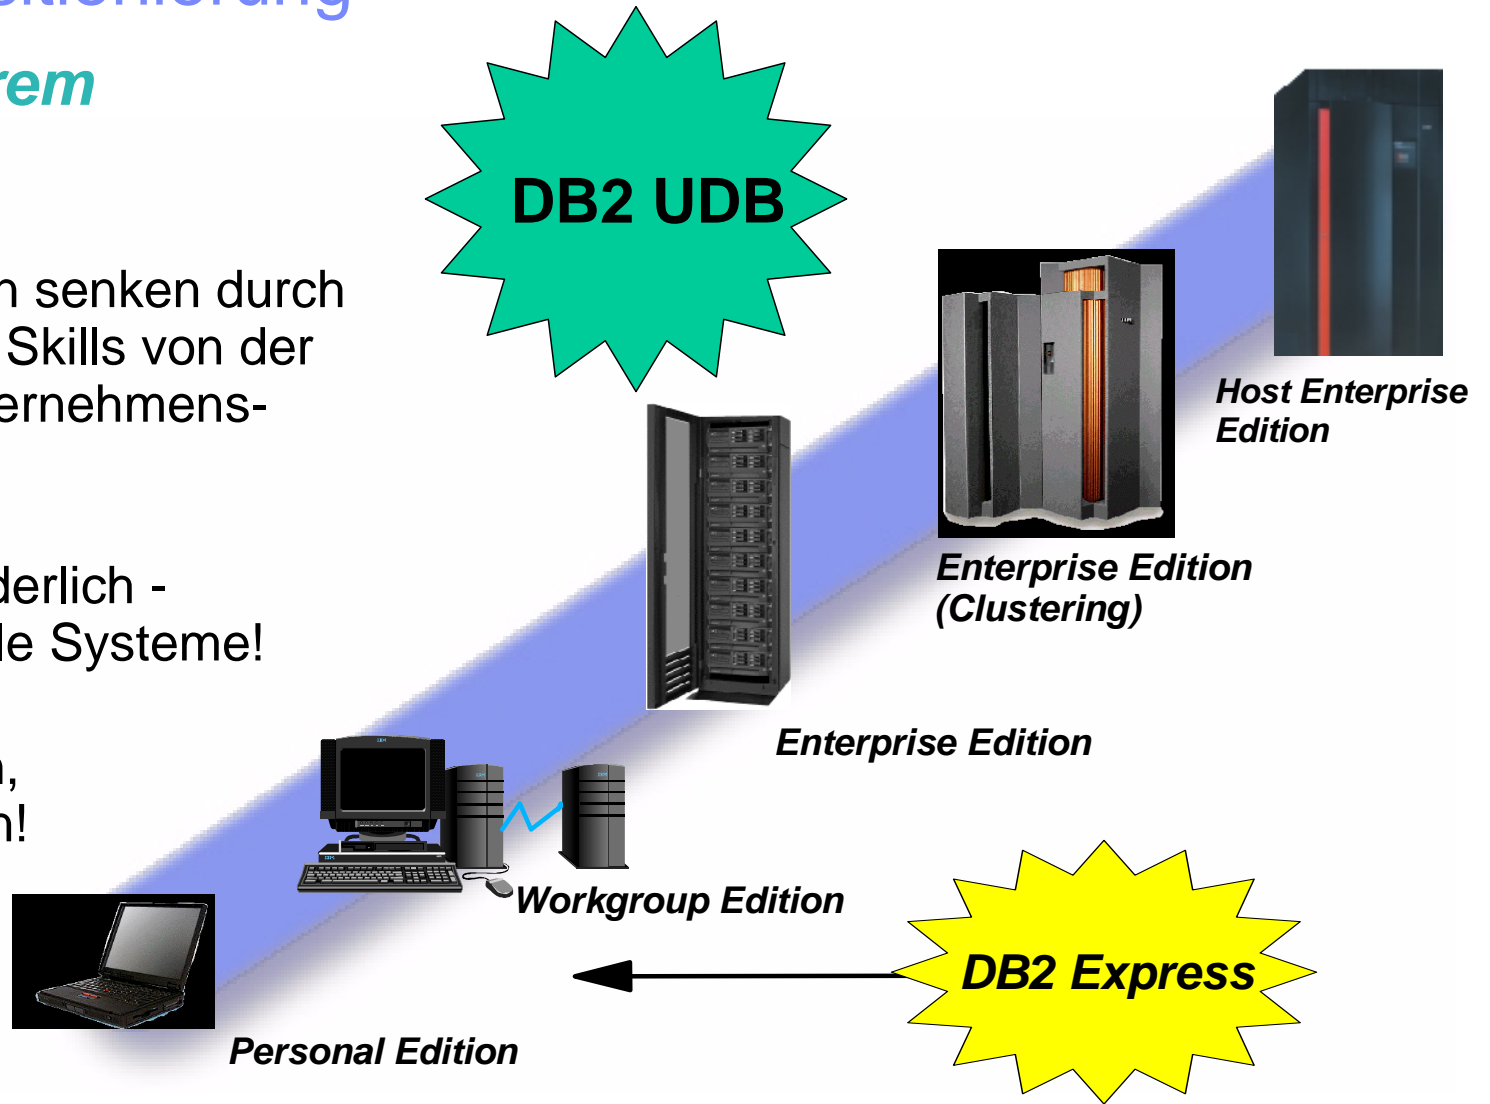 sitionierung
rem
DB2 UDB
n senken durch
Skills von der
ernehmens-
Host Enterprise
Edition
Enterprise Edition
(Clustering)
derlich -
le Systeme!
Enterprise Edition
n!
Workgroup Edition
DB2 Express
Personal Edition